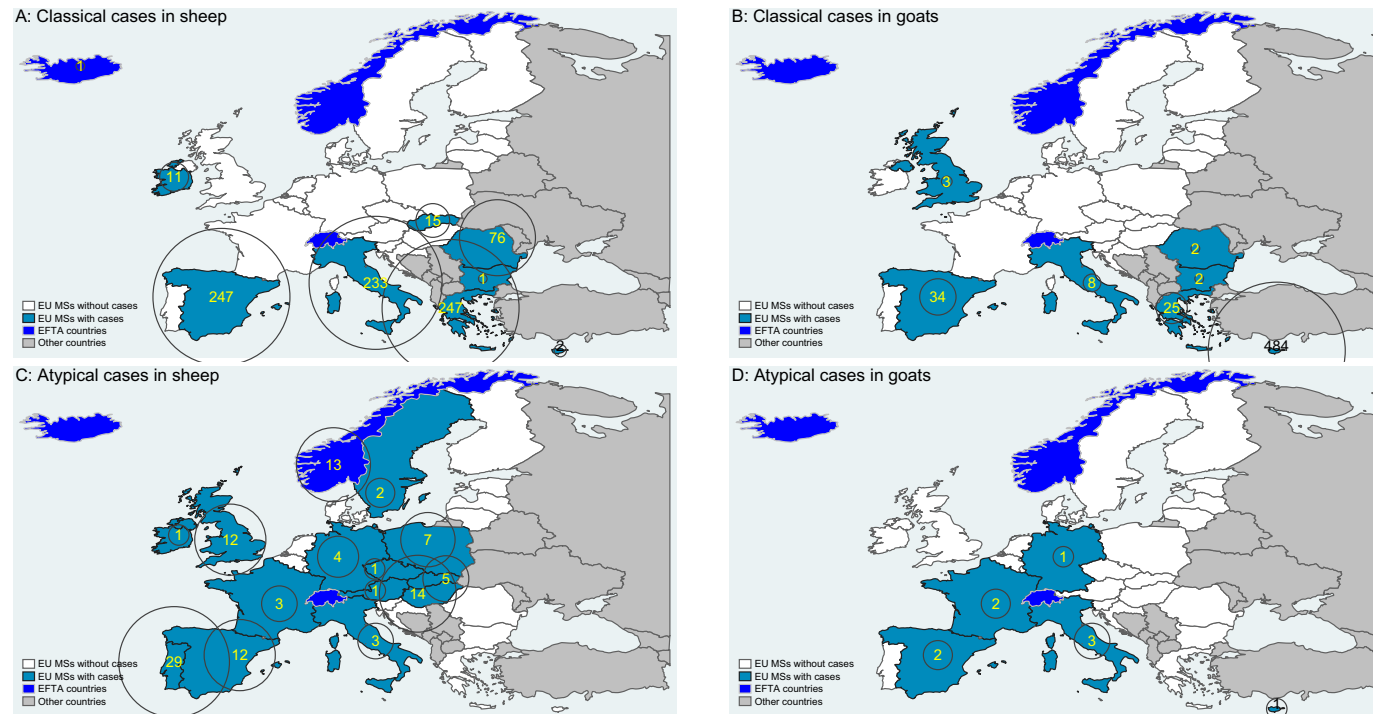 A: Classical cases in sheep
1
11
15
76
247
233
1
247
2
EU MSs without cases
EU MSs with cases
EFTA countries
Other countries
B: Classical cases in goats
3
2
34
8
2
25
484
EU MSs without cases
EU MSs with cases
EFTA countries
Other countries
C: Atypical cases in sheep
13
2
1
12
7
4
1
5
1
14
3
3
29
12
EU MSs without cases
EU MSs with cases
EFTA countries
Other countries
D: Atypical cases in goats
1
2
3
2
1
EU MSs without cases
EU MSs with cases
EFTA countries
Other countries